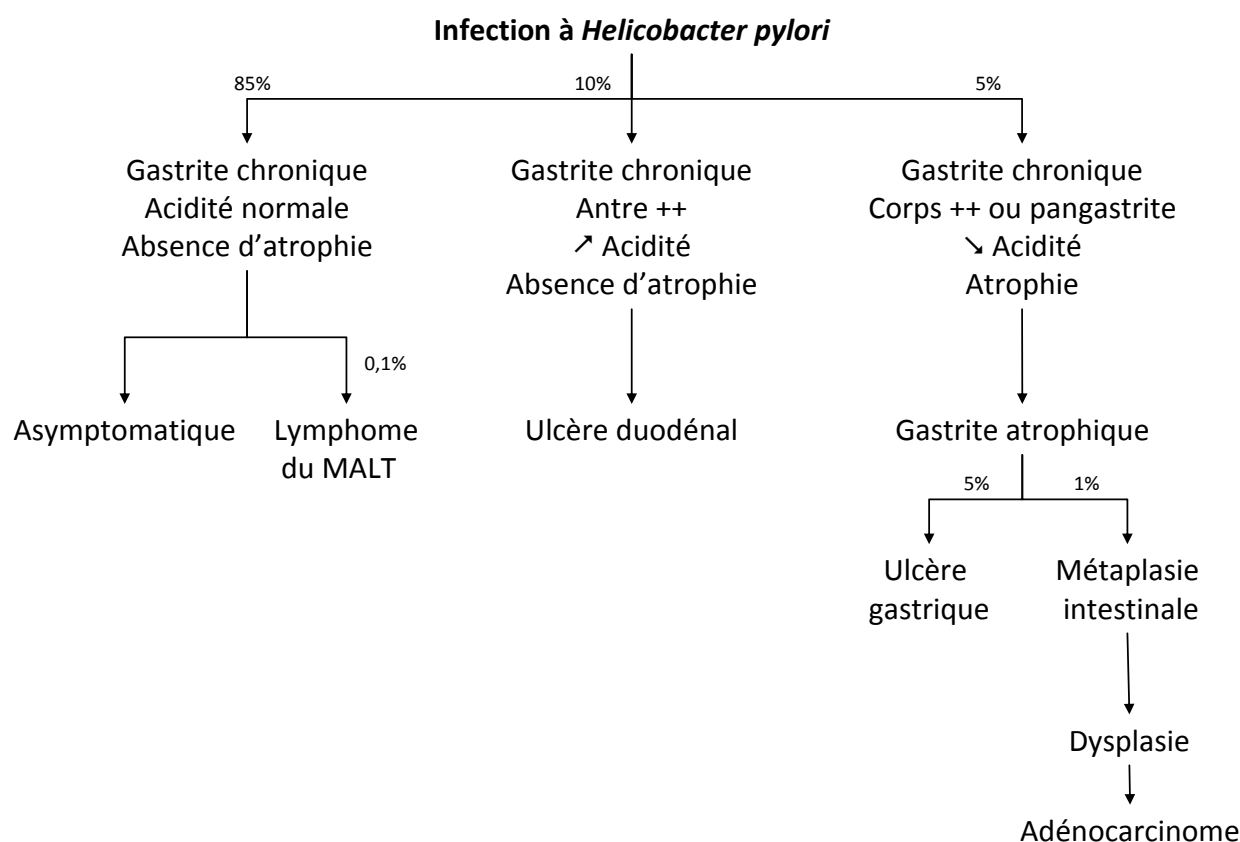 Infection à Helicobacter pylori
85%
10%
5%
Gastrite chronique
Acidité normale
Absence d’atrophie
Gastrite chronique
Antre ++
↗ Acidité
Absence d’atrophie
Gastrite chronique
Corps ++ ou pangastrite
↘ Acidité
Atrophie
0,1%
Asymptomatique
Lymphome
du MALT
Ulcère duodénal
Gastrite atrophique
5%
1%
Ulcère
gastrique
Métaplasie
intestinale
Dysplasie
Adénocarcinome